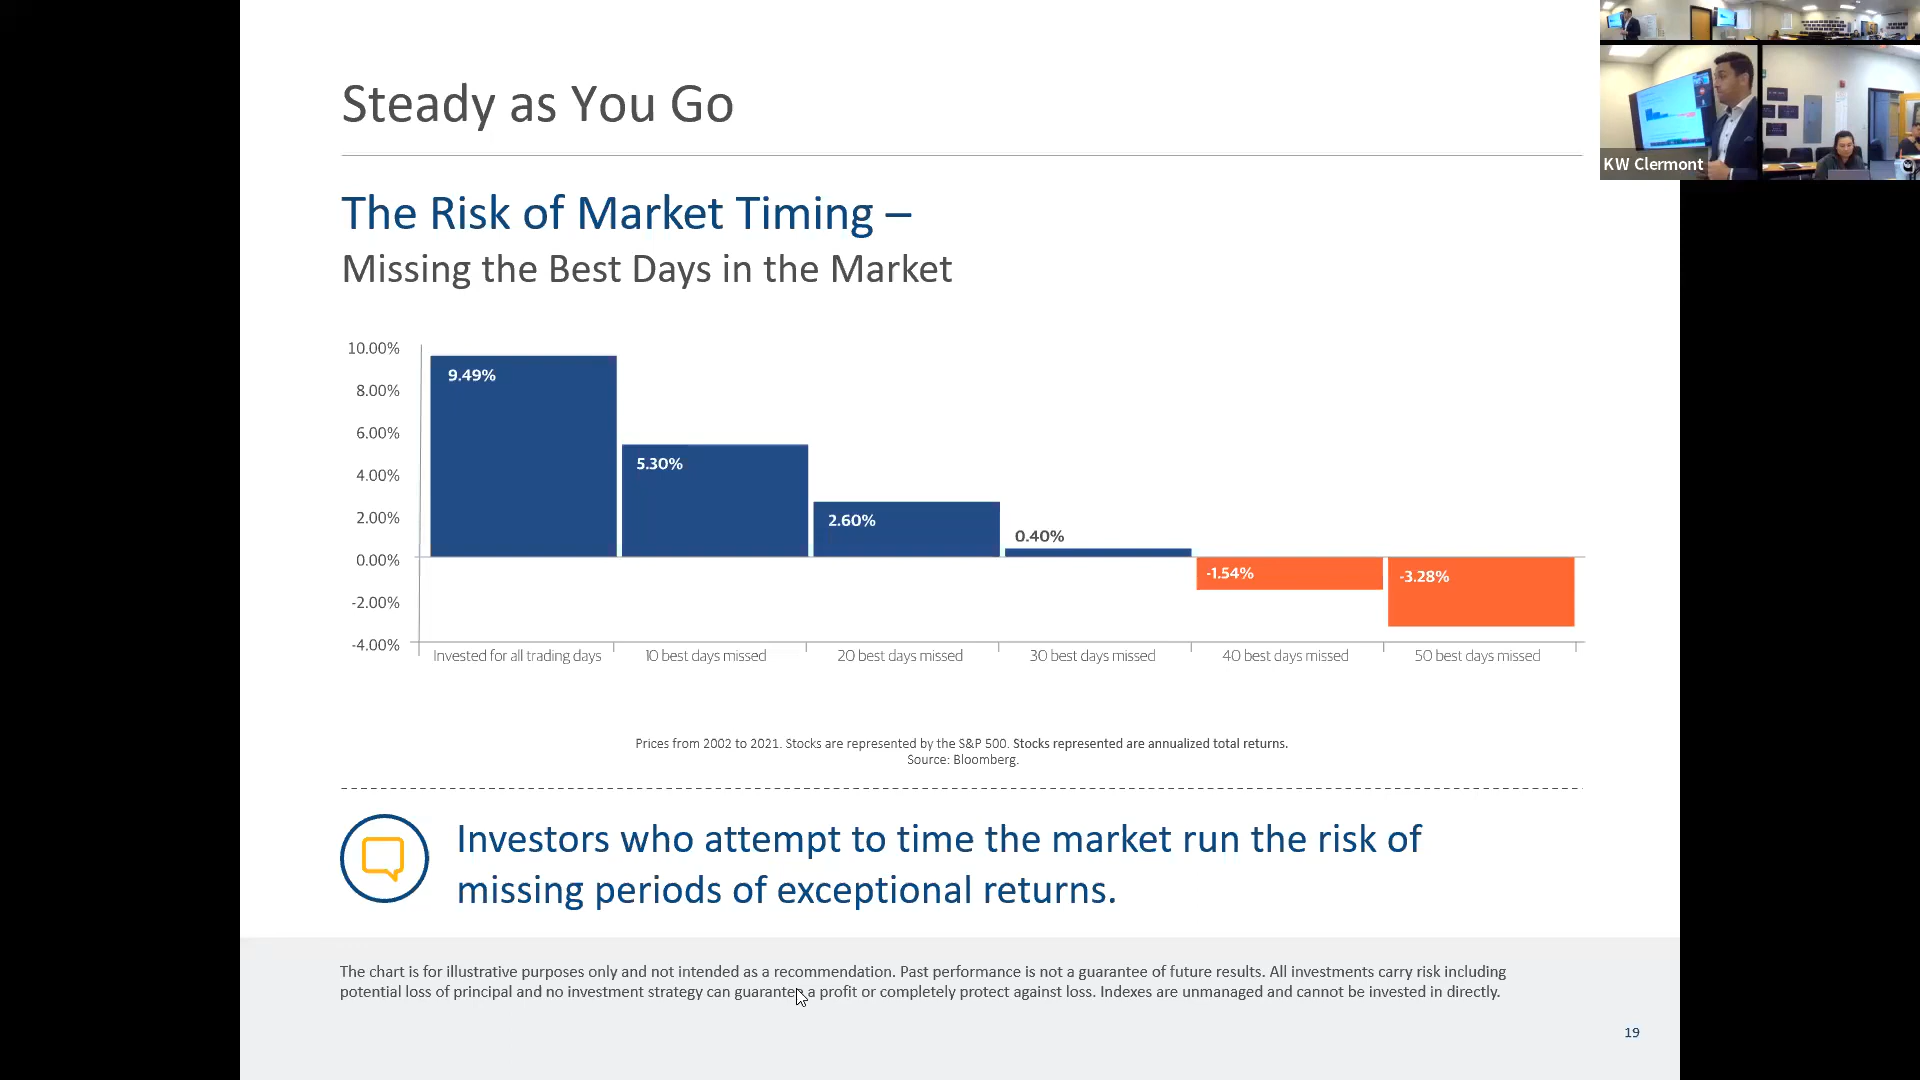 Steady as You Go
KW Clermont
The Risk of Market Timing –
Missing the Best Days in the Market
10.00%
8.00%
6.00%
4.00%
2.00%
0.00%
-2.00%
-4.00%
9.49%
5.30%
2.60%
0.40%
-1.54%
-3.28%
Invested for all trading days
10 best days missed
20 best days missed
30 best days missed
40 best days missed
50 best days missed
Prices from 2002 to 2021. Stocks are represented by the S&P 500. Stocks represented are annualized total returns.
Source: Bloomberg.
Investors who attempt to time the market run the risk of
missing periods of exceptional returns.
The chart is for illustrative purposes only and not intended as a recommendation. Past performance is not a guarantee of future results. All investments carry risk including
potential loss of principal and no investment strategy can guarantee a profit or completely protect against loss. Indexes are unmanaged and cannot be invested in directly.
19